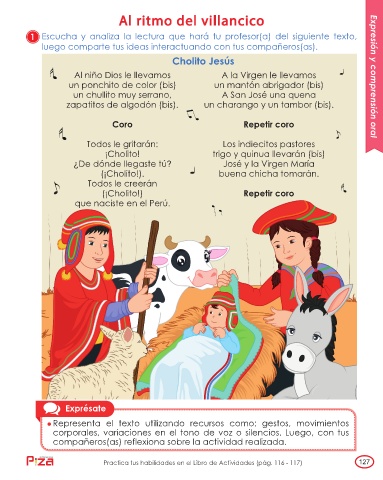 Al ritmo del villancico
1 Escucha y analiza la lectura que hará tu profesor(a) del siguiente texto,
luego comparte tus ideas interactuando con tus compañeros(as).
Expresión y comprensión oral
Cholito Jesús
Al niño Dios le llevamos
un ponchito de color (bis)
un chullito muy serrano,
zapatitos de algodón (bis).
Coro
Todos le gritarán:
¡Cholito!
¿De dónde llegaste tú?
(¡Cholito!).
Todos le creerán
(¡Cholito!)
que naciste en el Perú.
A la Virgen le llevamos
un mantón abrigador (bis)
A San José una quena
un charango y un tambor (bis).
Repetir coro
Los indiecitos pastores
trigo y quinua llevarán (bis)
José y la Virgen María
buena chicha tomarán.
Repetir coro
Exprésate
• Representa el texto utilizando recursos como: gestos, movimientos
corporales, variaciones en el tono de voz o silencios. Luego, con tus
compañeros(as) reflexiona sobre la actividad realizada.
Practica tus habilidades en el Libro de Actividades (pág. 116 - 117)
127